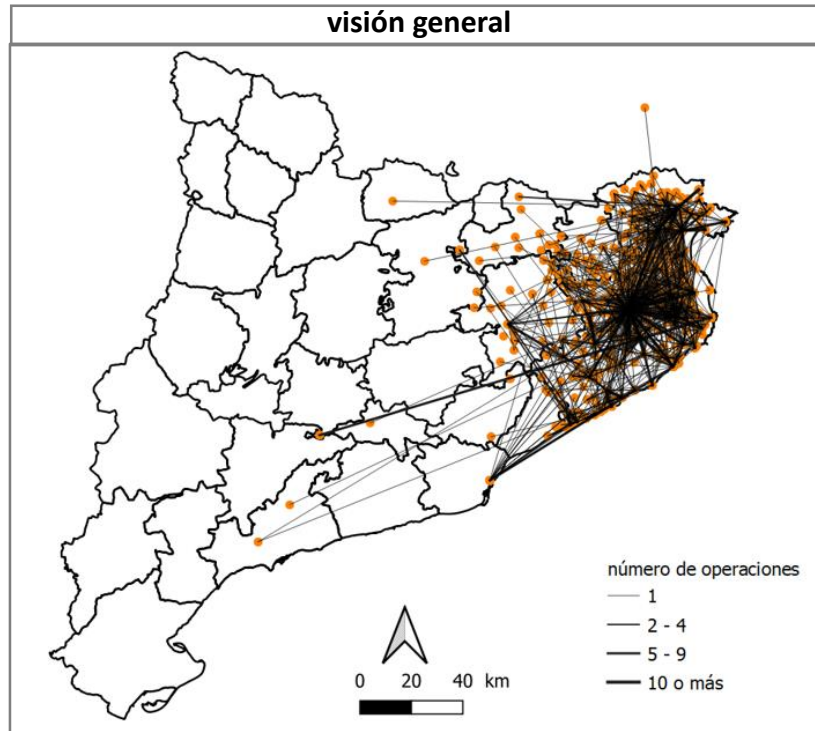 visión general
número de operaciones
1
2 - 4
5 - 9
10 o más
0 20 40 km